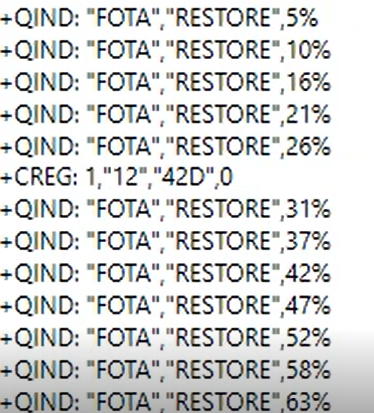 +QIND: "FOTA","RESTORE",5%
+QIND: "FOTA","RESTORE",10%
+QIND: "FOTA","RESTORE",16%
+QIND: "FOTA","RESTORE",21%
+QIND: "FOTA","RESTORE",26%
+CREG: 1,"12","42D",0
+QIND: "FOTA","RESTORE",31%
+QIND: "FOTA","RESTORE",37%
+QIND: "FOTA","RESTORE",42%
+QIND: "FOTA","RESTORE",47%
+QIND: "FOTA","RESTORE",52%
+QIND: "FOTA","RESTORE",58%
+QIND: "FOTA","RESTORE",63%